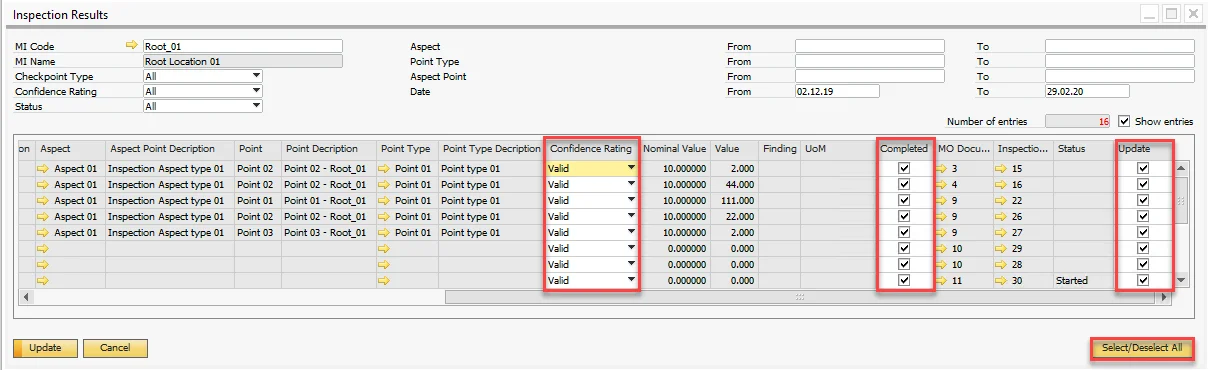 Inspection Results
MI Code Root_01 Aspect From To
MI Name Root Location 01 Point Type From To
Checkpoint Type All Aspect Point From To
Confidence Rating All Date From 02.12.19 To 29.02.20
Status All
Number of entries 16 Show entries
on Aspect Aspect Point Decription Point Point Decription Point Type Point Type Decription Confidence Rating Nominal Value Value Finding UoM Completed MO Docu... Inspectio... Status Update
Aspect 01 Inspection Aspect type 01 Point 02 Point 02 - Root_01 Point 01 Point type 01 Valid 10.000000 2.000 3 15
Aspect 01 Inspection Aspect type 01 Point 02 Point 02 - Root_01 Point 01 Point type 01 Valid 10.000000 44.000 4 16
Aspect 01 Inspection Aspect type 01 Point 01 Point 01 - Root_01 Point 01 Point type 01 Valid 10.000000 111.000 9 22
Aspect 01 Inspection Aspect type 01 Point 02 Point 02 - Root_01 Point 01 Point type 01 Valid 10.000000 22.000 9 26
Aspect 01 Inspection Aspect type 01 Point 03 Point 03 - Root_01 Point 01 Point type 01 Valid 10.000000 2.000 9 27
Valid 0.000000 0.000 10 29
Valid 0.000000 0.000 10 28
Valid 0.000000 0.000 11 30 Started
Update Cancel Select/Deselect All